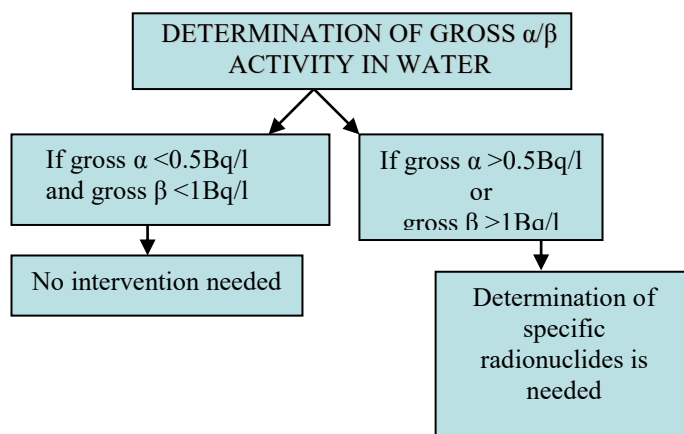 DETERMINATION OF GROSS α/β
ACTIVITY IN WATER
If gross α <0.5Bq/l
and gross β <1Bq/l
If gross α >0.5Bq/l
or
gross β >1Bq/l
No intervention needed
Determination of
specific
radionuclides is
needed